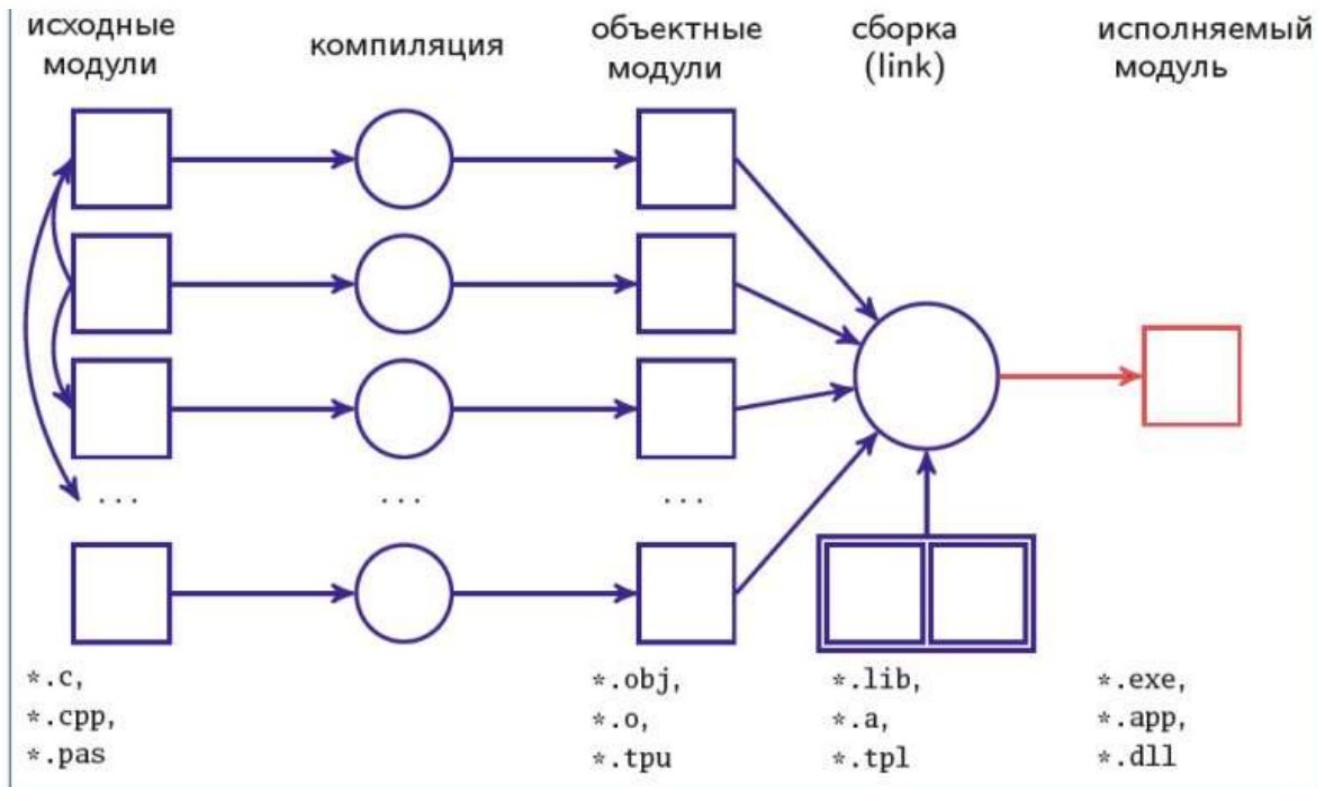 исходные
модули
компиляция
объектные
модули
сборка
(link)
исполняемый
модуль
...
...
...
*.c,
*.cpp,
*.pas
*.obj,
*.o,
*.tpu
*.lib,
*.a,
*.tpl
*.exe,
*.app,
*.dll